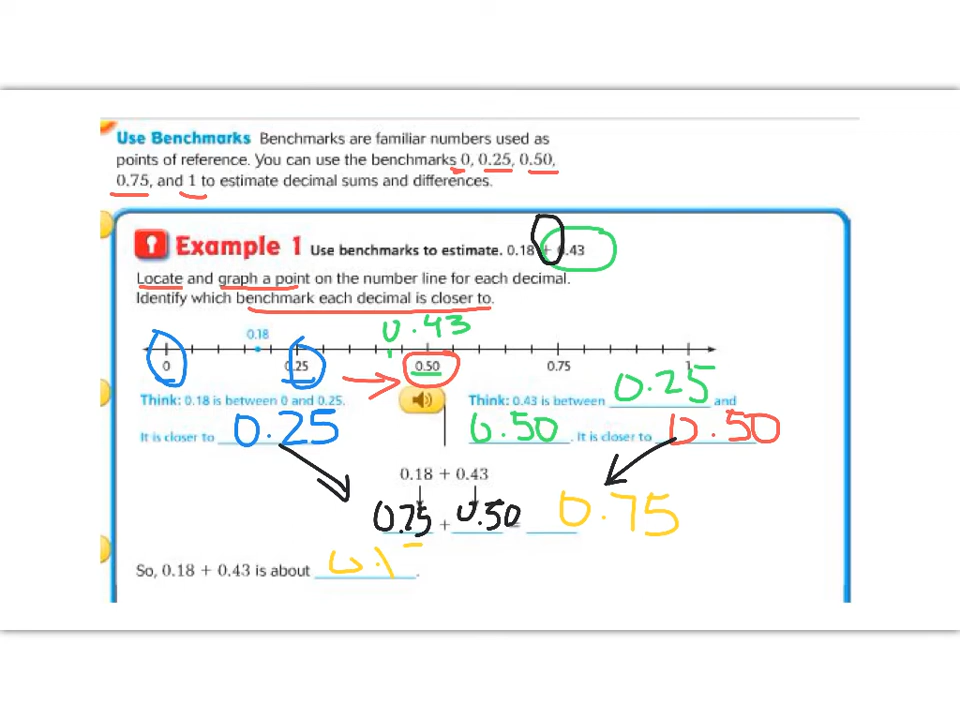 Use Benchmarks Benchmarks are familiar numbers used as
points of reference. You can use the benchmarks 0, 0.25, 0.50,
0.75, and 1 to estimate decimal sums and differences.
Example 1 Use benchmarks to estimate. 0.18 + 0.43
Locate and graph a point on the number line for each decimal.
Identify which benchmark each decimal is closer to.
0.43
0.18
0 0.25 0.50 0.75 1
Think: 0.18 is between 0 and 0.25.
It is closer to 0.25
Think: 0.43 is between 0.25 and
0.50. It is closer to 0.50
0.18 + 0.43
0.75 + 0.50 = 0.75
So, 0.18 + 0.43 is about 0.1.